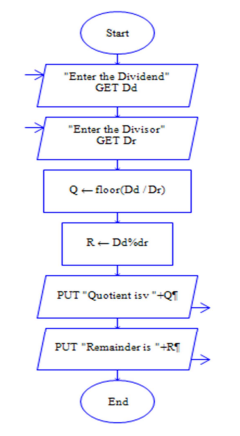 Start
"Enter the Dividend"
GET Dd
"Enter the Divisor"
GET Dr
Q ← floor(Dd / Dr)
R ← Dd%dr
PUT "Quotient isv "+Q¶
PUT "Remainder is "+R¶
End